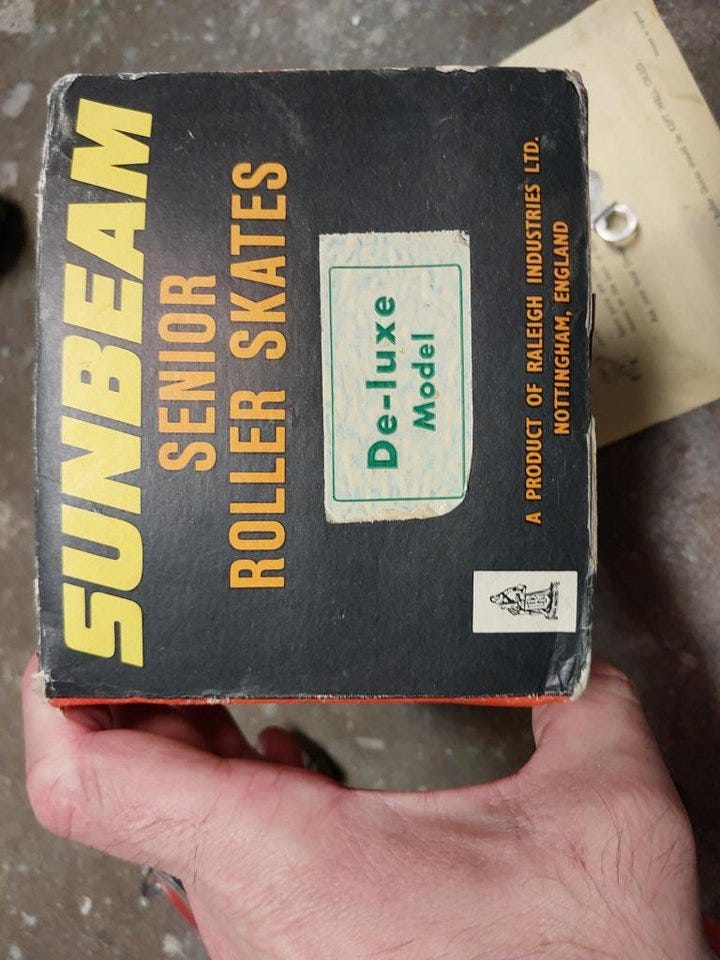 SUNBEAM
SENIOR
ROLLER SKATES
De-luxe
Model
A PRODUCT OF RALEIGH INDUSTRIES LTD.
NOTTINGHAM, ENGLAND